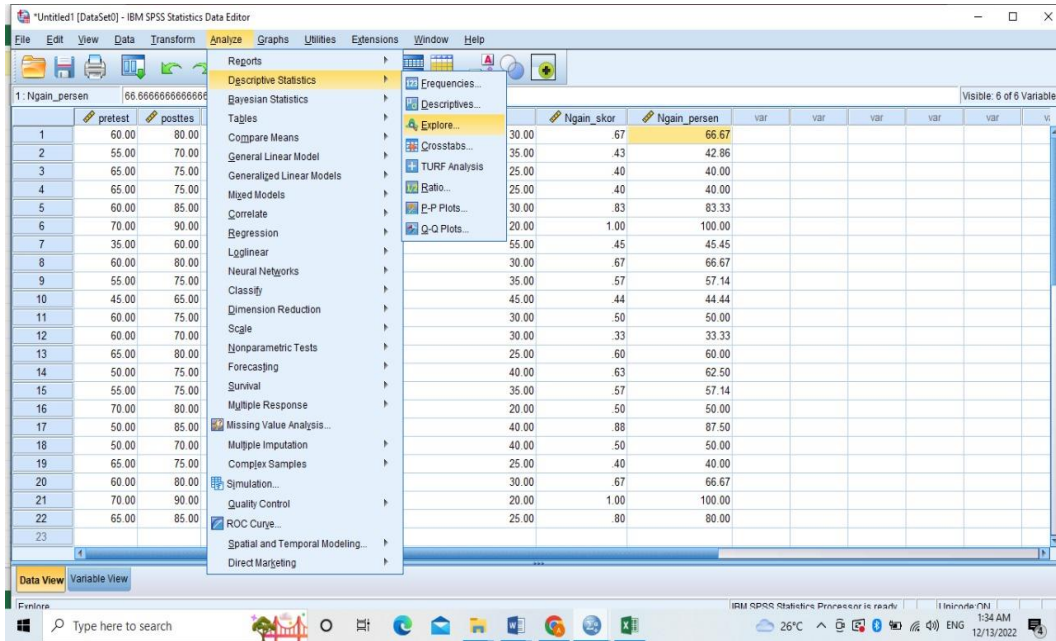 *Untitled1 [DataSet0] - IBM SPSS Statistics Data Editor
File Edit View Data Transform Analyze Graphs Utilities Extensions Window Help
1 : Ngain_persen 66.6666666666666 Visible: 6 of 6 Variable
Reports
Descriptive Statistics
Bayesian Statistics
Tables
Compare Means
General Linear Model
Generalized Linear Models
Mixed Models
Correlate
Regression
Loglinear
Neural Networks
Classify
Dimension Reduction
Scale
Nonparametric Tests
Forecasting
Survival
Multiple Response
Missing Value Analysis...
Multiple Imputation
Complex Samples
Simulation...
Quality Control
ROC Curve...
Spatial and Temporal Modeling...
Direct Marketing
Frequencies...
Descriptives...
Explore...
Crosstabs...
TURF Analysis
Ratio...
P-P Plots...
Q-Q Plots...
pretest posttes Ngain_skor Ngain_persen var var var var var
1 60.00 80.00 30.00 .67 66.67
2 55.00 70.00 35.00 .43 42.86
3 65.00 75.00 25.00 .40 40.00
4 65.00 75.00 25.00 .40 40.00
5 60.00 85.00 30.00 .83 83.33
6 70.00 90.00 20.00 1.00 100.00
7 35.00 60.00 55.00 .45 45.45
8 60.00 80.00 30.00 .67 66.67
9 55.00 75.00 35.00 .57 57.14
10 45.00 65.00 45.00 .44 44.44
11 60.00 75.00 30.00 .50 50.00
12 60.00 70.00 30.00 .33 33.33
13 65.00 80.00 25.00 .60 60.00
14 50.00 75.00 40.00 .63 62.50
15 55.00 75.00 35.00 .57 57.14
16 70.00 80.00 20.00 .50 50.00
17 50.00 85.00 40.00 .88 87.50
18 50.00 70.00 40.00 .50 50.00
19 65.00 75.00 25.00 .40 40.00
20 60.00 80.00 30.00 .67 66.67
21 70.00 90.00 20.00 1.00 100.00
22 65.00 85.00 25.00 .80 80.00
23
Data View Variable View
Explore IBM SPSS Statistics Processor is ready Unicode:ON
Type here to search 26°C ENG 1:34 AM
12/13/2022